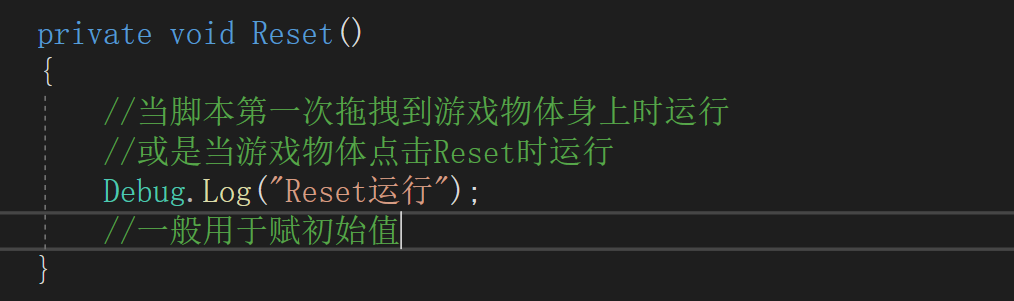 private void Reset()
{
//当脚本第一次拖拽到游戏物体身上时运行
//或是当游戏物体点击Reset时运行
Debug.Log("Reset运行");
//一般用于赋初始值
}